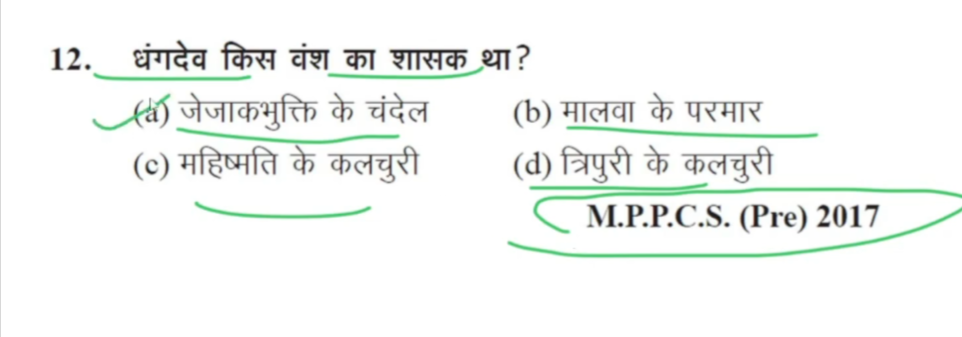 12. धंगदेव किस वंश का शासक था?
(a) जेजाकभुक्ति के चंदेल (b) मालवा के परमार
(c) महिष्मति के कलचुरी (d) त्रिपुरी के कलचुरी
M.P.P.C.S. (Pre) 2017